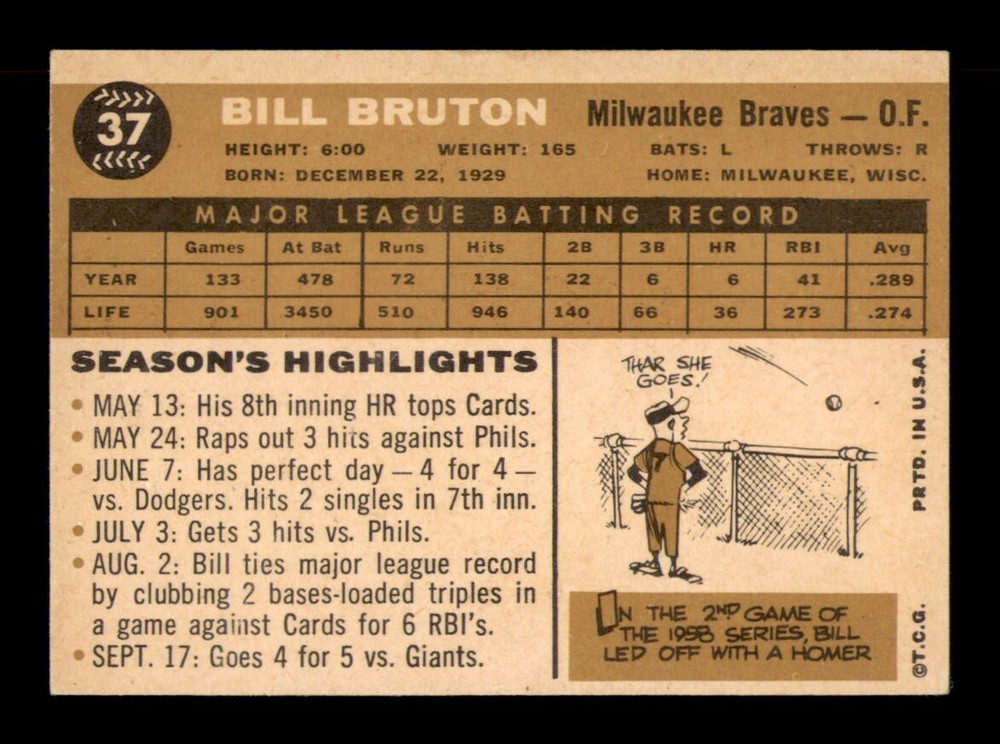 37
BILL BRUTON Milwaukee Braves — O.F.
HEIGHT: 6:00 WEIGHT: 165 BATS: L THROWS: R
BORN: DECEMBER 22, 1929 HOME: MILWAUKEE, WISC.
MAJOR LEAGUE BATTING RECORD
Games At Bat Runs Hits 2B 3B HR RBI Avg
YEAR 133 478 72 138 22 6 6 41 .289
LIFE 901 3450 510 946 140 66 36 273 .274
SEASON'S HIGHLIGHTS
• MAY 13: His 8th inning HR tops Cards.
• MAY 24: Raps out 3 hits against Phils.
• JUNE 7: Has perfect day — 4 for 4 —
vs. Dodgers. Hits 2 singles in 7th inn.
• JULY 3: Gets 3 hits vs. Phils.
• AUG. 2: Bill ties major league record
by clubbing 2 bases-loaded triples in
a game against Cards for 6 RBI's.
• SEPT. 17: Goes 4 for 5 vs. Giants.
THAR SHE
GOES!
7
IN THE 2ND GAME OF
THE 1958 SERIES, BILL
LED OFF WITH A HOMER
PRTD. IN U.S.A.
©T.C.G.